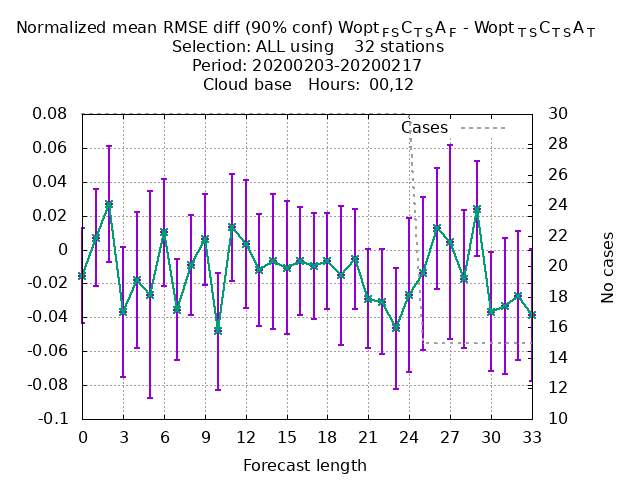 Normalized mean RMSE diff (90% conf) Wopt_FS C_TS A_F - Wopt_TS C_TS A_T
Selection: ALL using 32 stations
Period: 20200203-20200217
Cloud base Hours: 00,12
0.08
0.06
0.04
0.02
0
-0.02
-0.04
-0.06
-0.08
-0.1
Cases
30
28
26
24
22
20
18
16
14
12
10
No cases
0 3 6 9 12 15 18 21 24 27 30 33
Forecast length